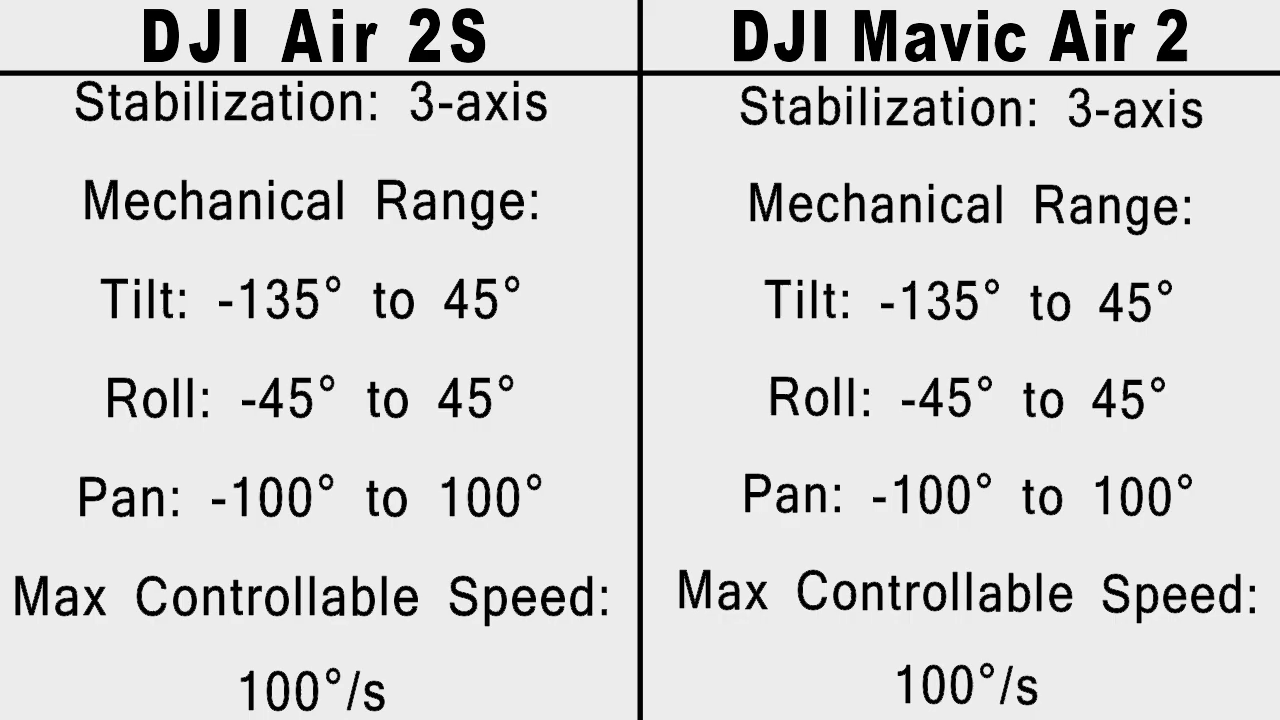 DJI Air 2S
Stabilization: 3-axis
Mechanical Range:
Tilt: -135° to 45°
Roll: -45° to 45°
Pan: -100° to 100°
Max Controllable Speed:
100°/s
DJI Mavic Air 2
Stabilization: 3-axis
Mechanical Range:
Tilt: -135° to 45°
Roll: -45° to 45°
Pan: -100° to 100°
Max Controllable Speed:
100°/s